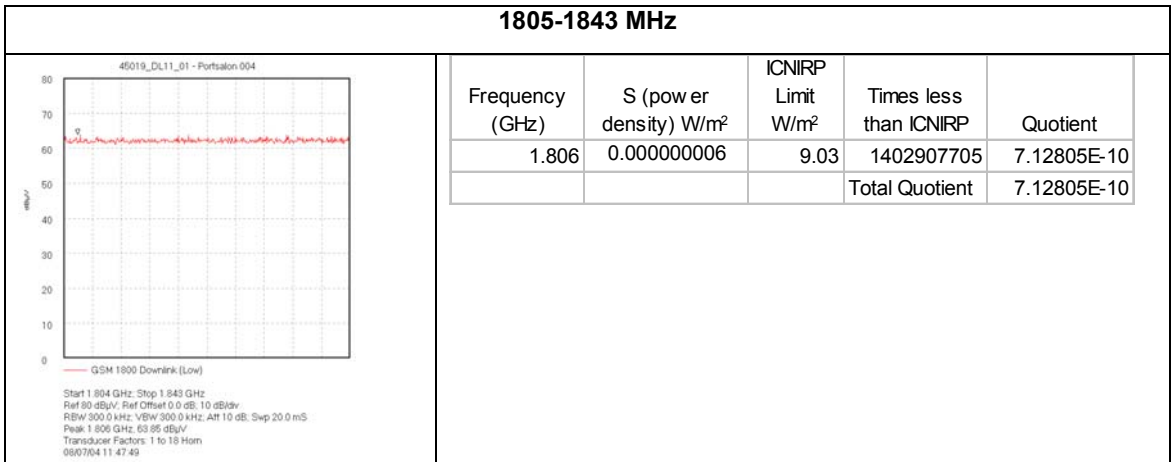 1805-1843 MHz
45019_DL11_01 - Portsalon.004
80
70
60
50
40
30
20
10
0
dBµV
GSM 1800 Downlink (Low)
Start 1.804 GHz; Stop 1.843 GHz
Ref 80 dBµV; Ref Offset 0.0 dB; 10 dB/div
RBW 300.0 kHz; VBW 300.0 kHz; Att 10 dB; Swp 20.0 mS
Peak 1.806 GHz, 63.85 dBµV
Transducer Factors: 1 to 18 Horn
08/07/04 11:47:49
Frequency (GHz) S (power density) W/m² ICNIRP Limit W/m² Times less than ICNIRP Quotient
1.806 0.000000006 9.03 1402907705 7.12805E-10
Total Quotient 7.12805E-10